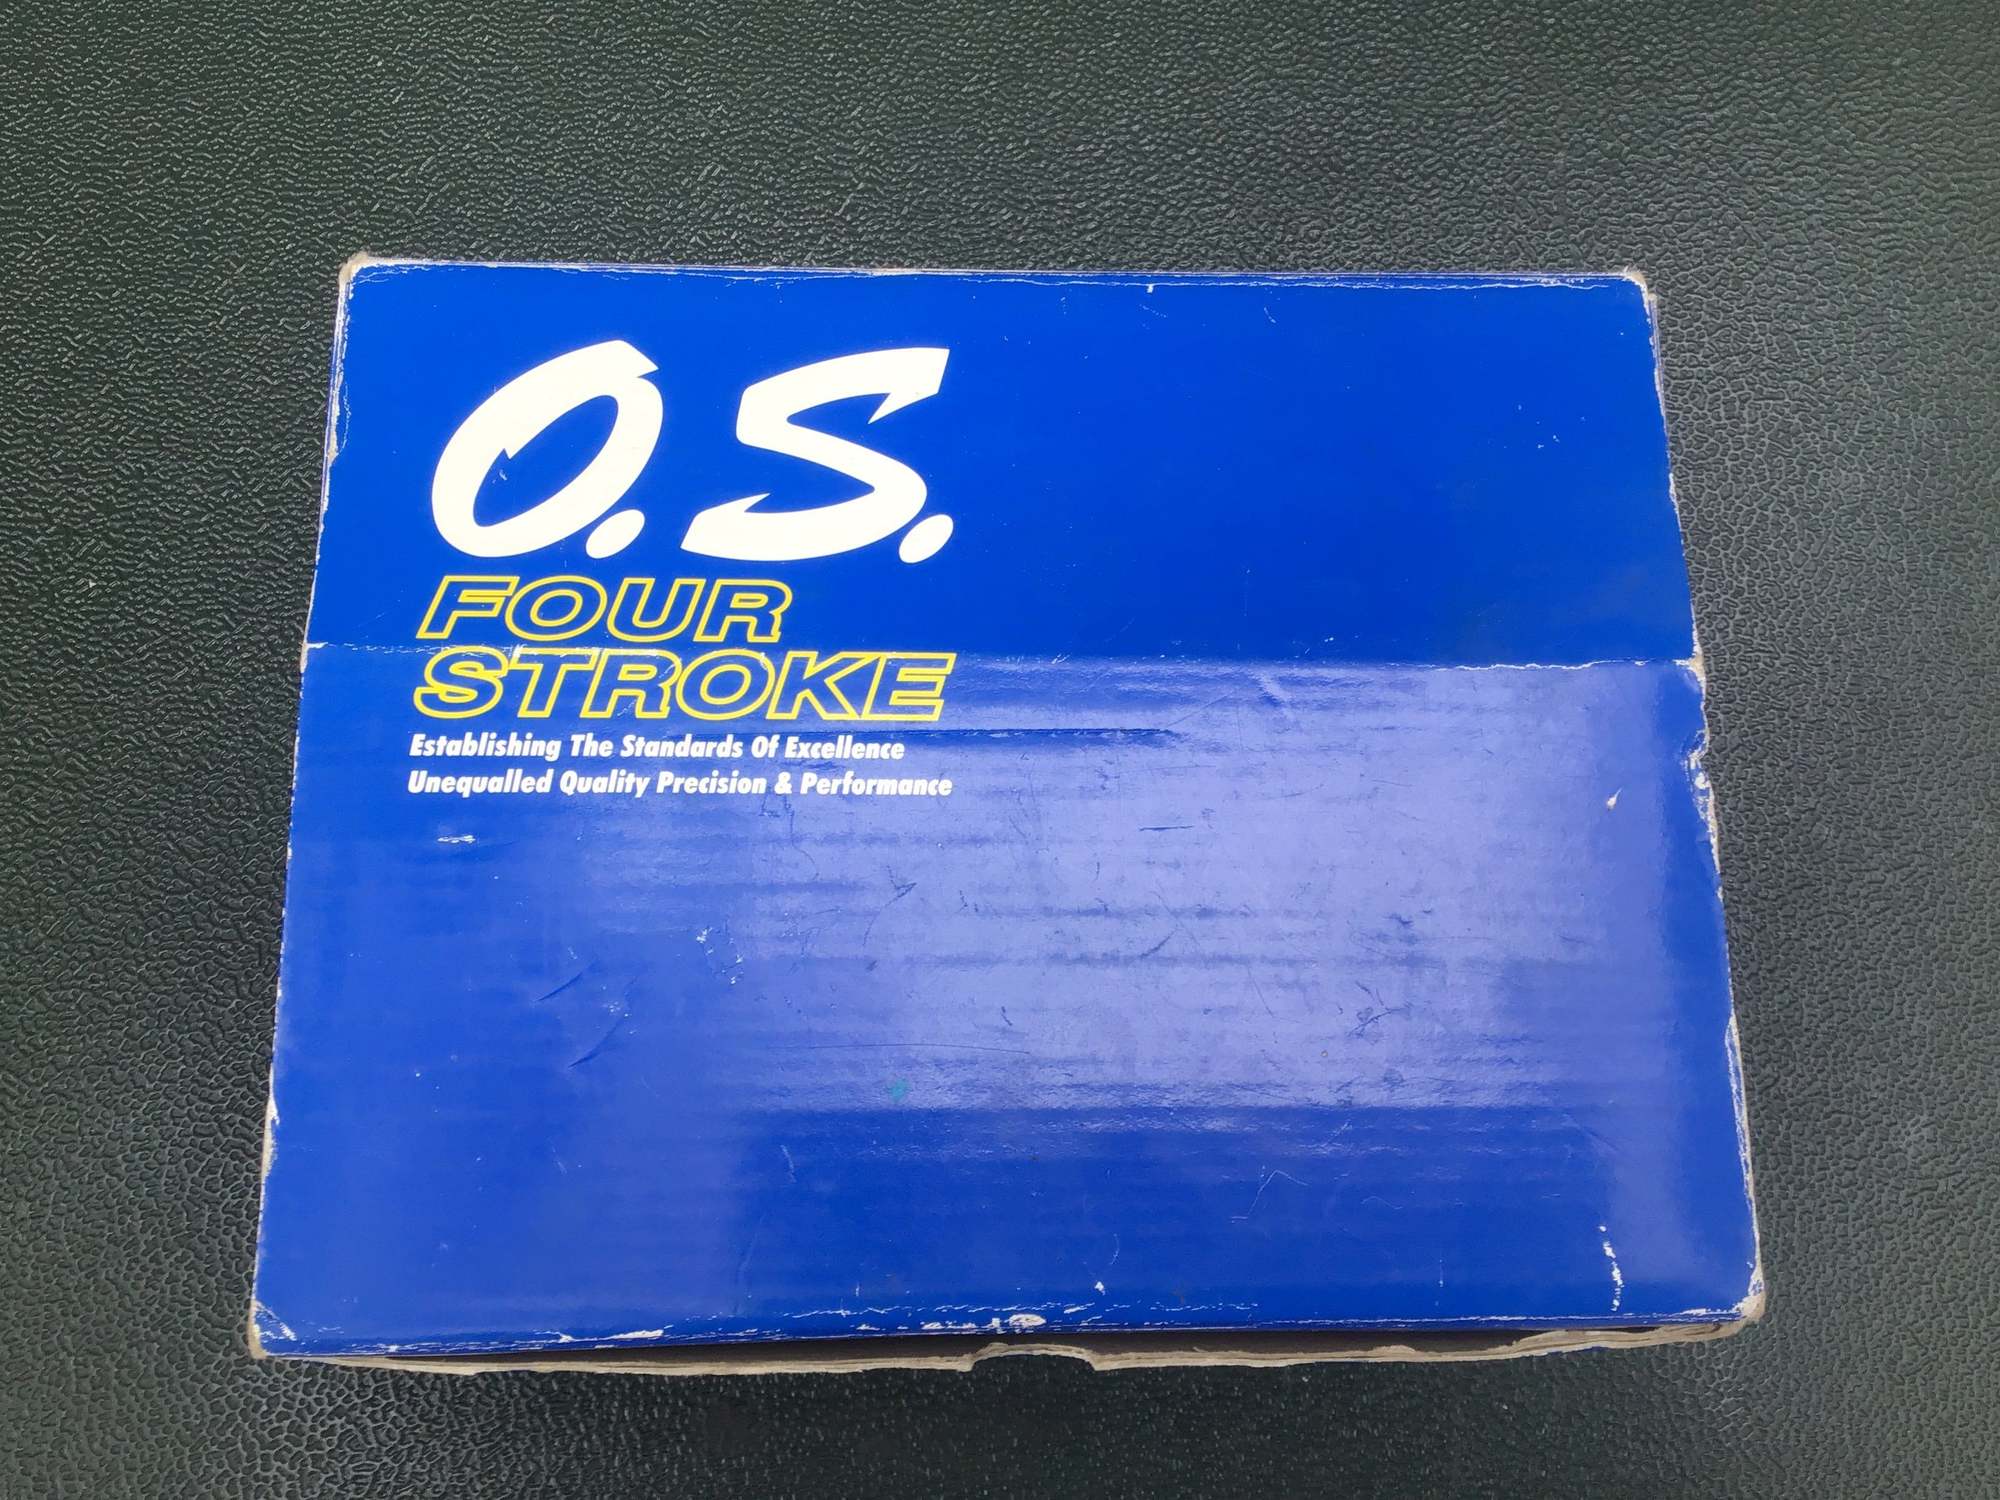 O.S.
FOUR
STROKE
Establishing The Standards Of Excellence
Unequalled Quality Precision & Performance